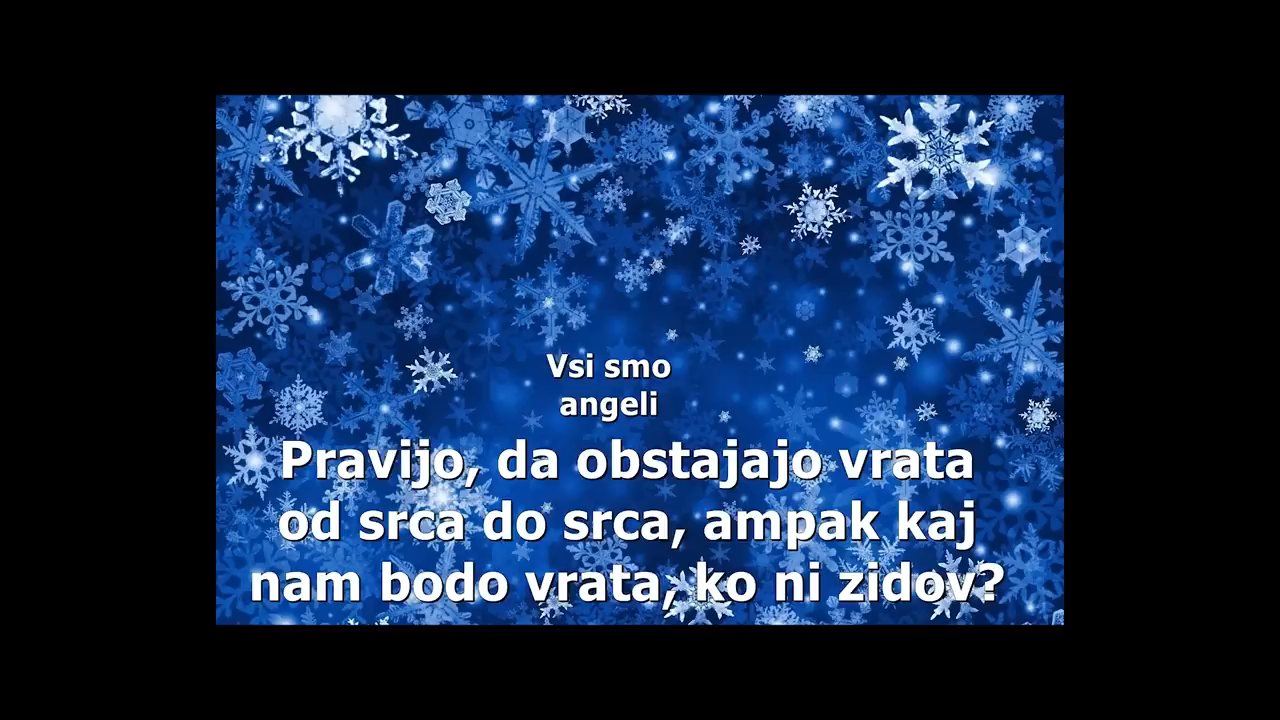 Vsi smo
angeli
Pravijo, da obstajajo vrata
od srca do srca, ampak kaj
nam bodo vrata, ko ni zidov?